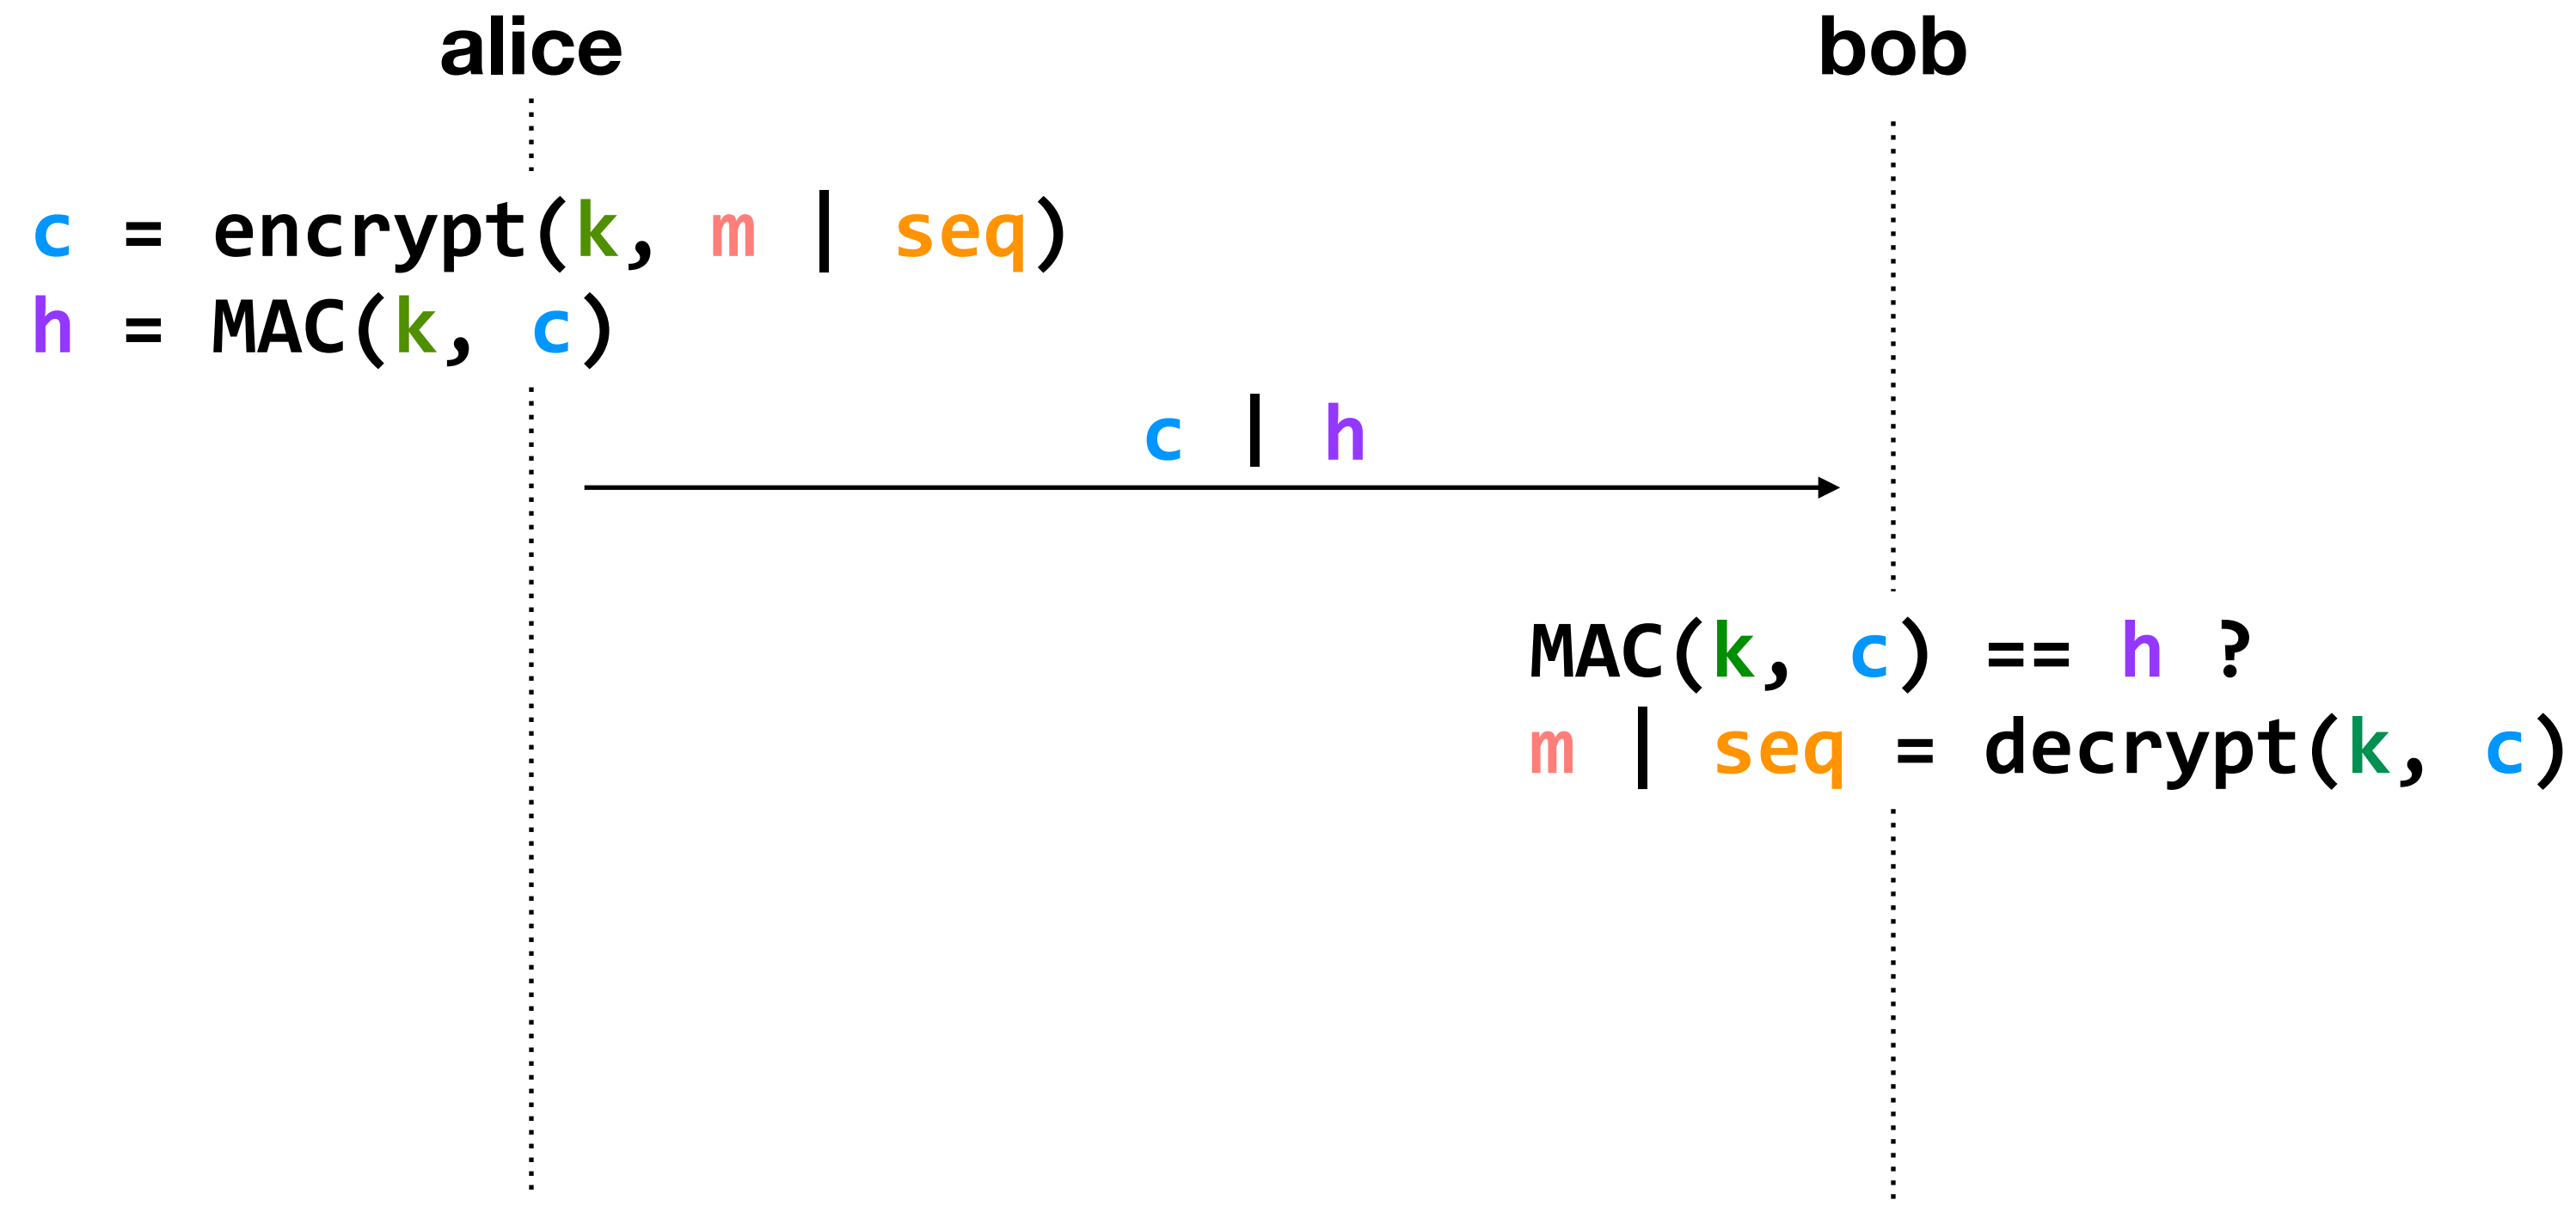 alice
bob
c = encrypt(k, m | seq)
h = MAC(k, c)
c | h
MAC(k, c) == h ?
m | seq = decrypt(k, c)